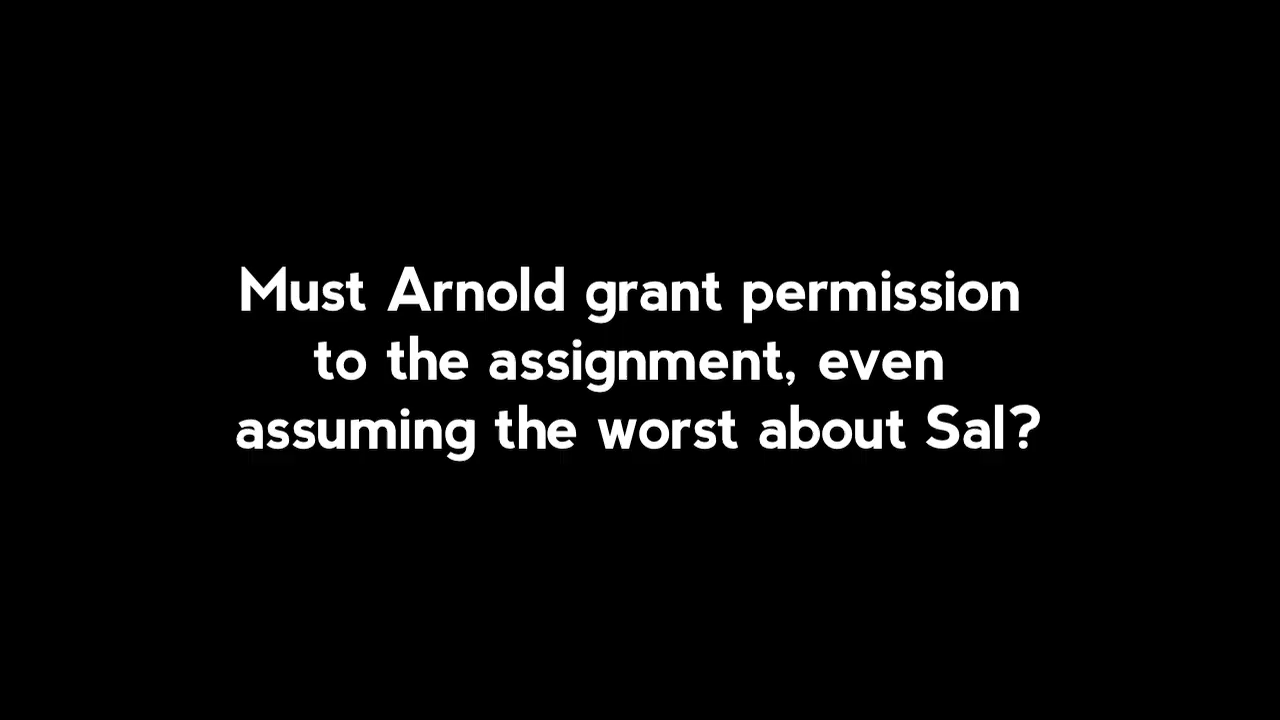 Must Arnold grant permission
to the assignment, even
assuming the worst about Sal?